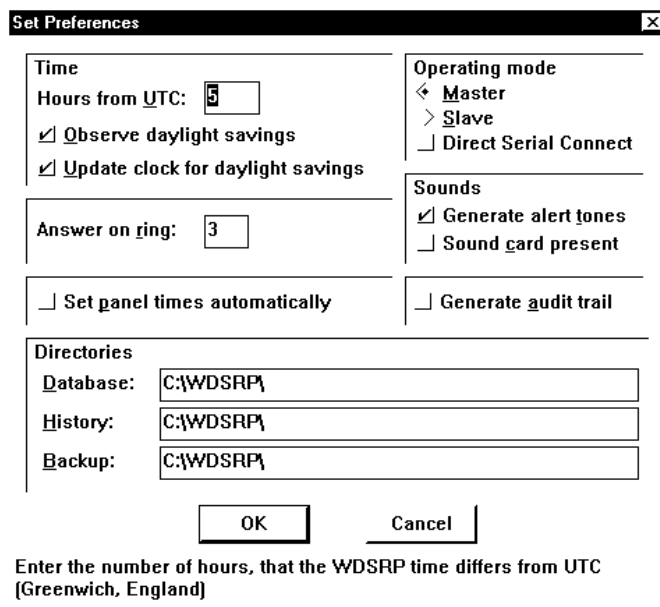 Set Preferences
Time
Hours from UTC: 5
Observe daylight savings
Update clock for daylight savings
Operating mode
Master
Slave
Direct Serial Connect
Answer on ring: 3
Sounds
Generate alert tones
Sound card present
Set panel times automatically
Generate audit trail
Directories
Database: C:\WDSRP\
History: C:\WDSRP\
Backup: C:\WDSRP\
OK
Cancel
Enter the number of hours, that the WDSRP time differs from UTC
(Greenwich, England)